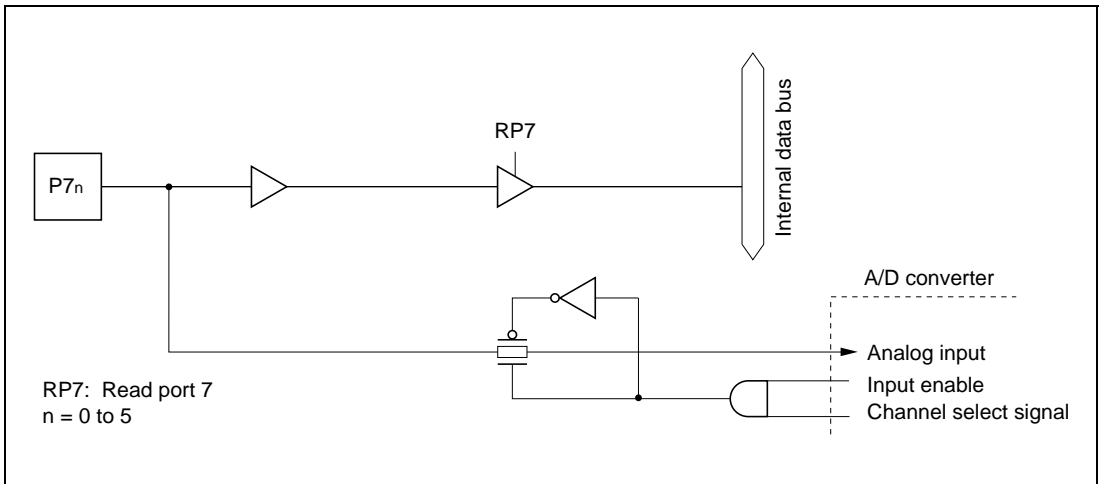 RP7
P7n
Internal data bus
A/D converter
Analog input
Input enable
Channel select signal
RP7: Read port 7
n = 0 to 5